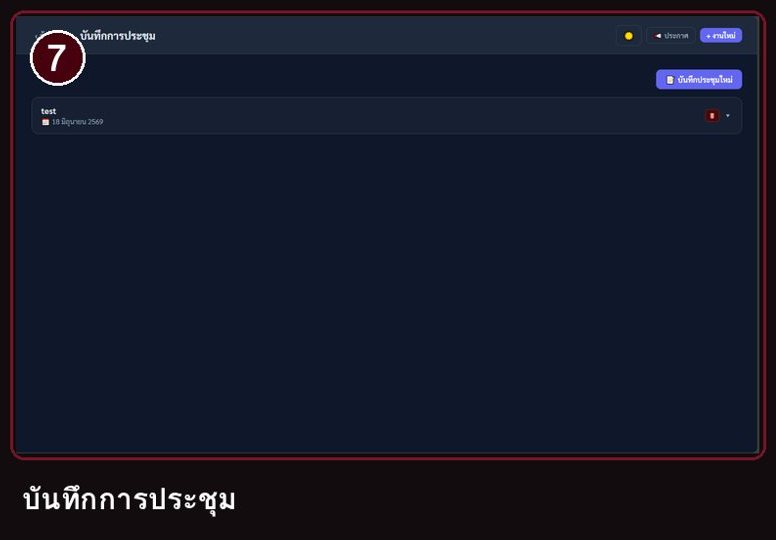 7
บันทึกการประชุม
ประกาศ
+ งานใหม่
บันทึกประชุมใหม่
test
18 มิถุนายน 2569
บันทึกการประชุม